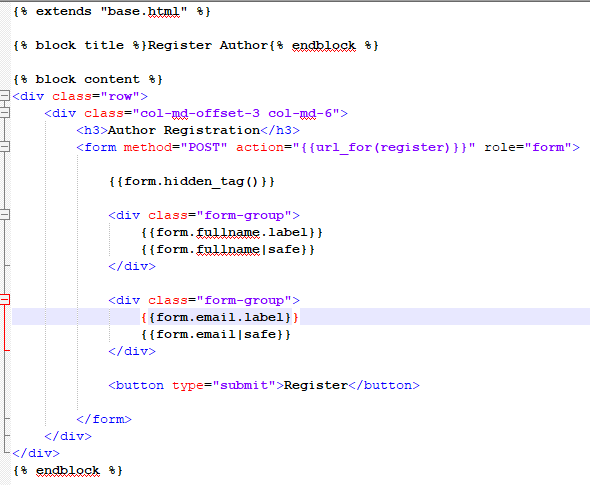 {% extends "base.html" %}
{% block title %}Register Author{% endblock %}
{% block content %}
<div class="row">
<div class="col-md-offset-3 col-md-6">
<h3>Author Registration</h3>
<form method="POST" action="{{url_for(register)}}" role="form">
{{form.hidden_tag()}}
<div class="form-group">
{{form.fullname.label}}
{{form.fullname|safe}}
</div>
<div class="form-group">
{{form.email.label}}
{{form.email|safe}}
</div>
<button type="submit">Register</button>
</form>
</div>
</div>
{% endblock %}